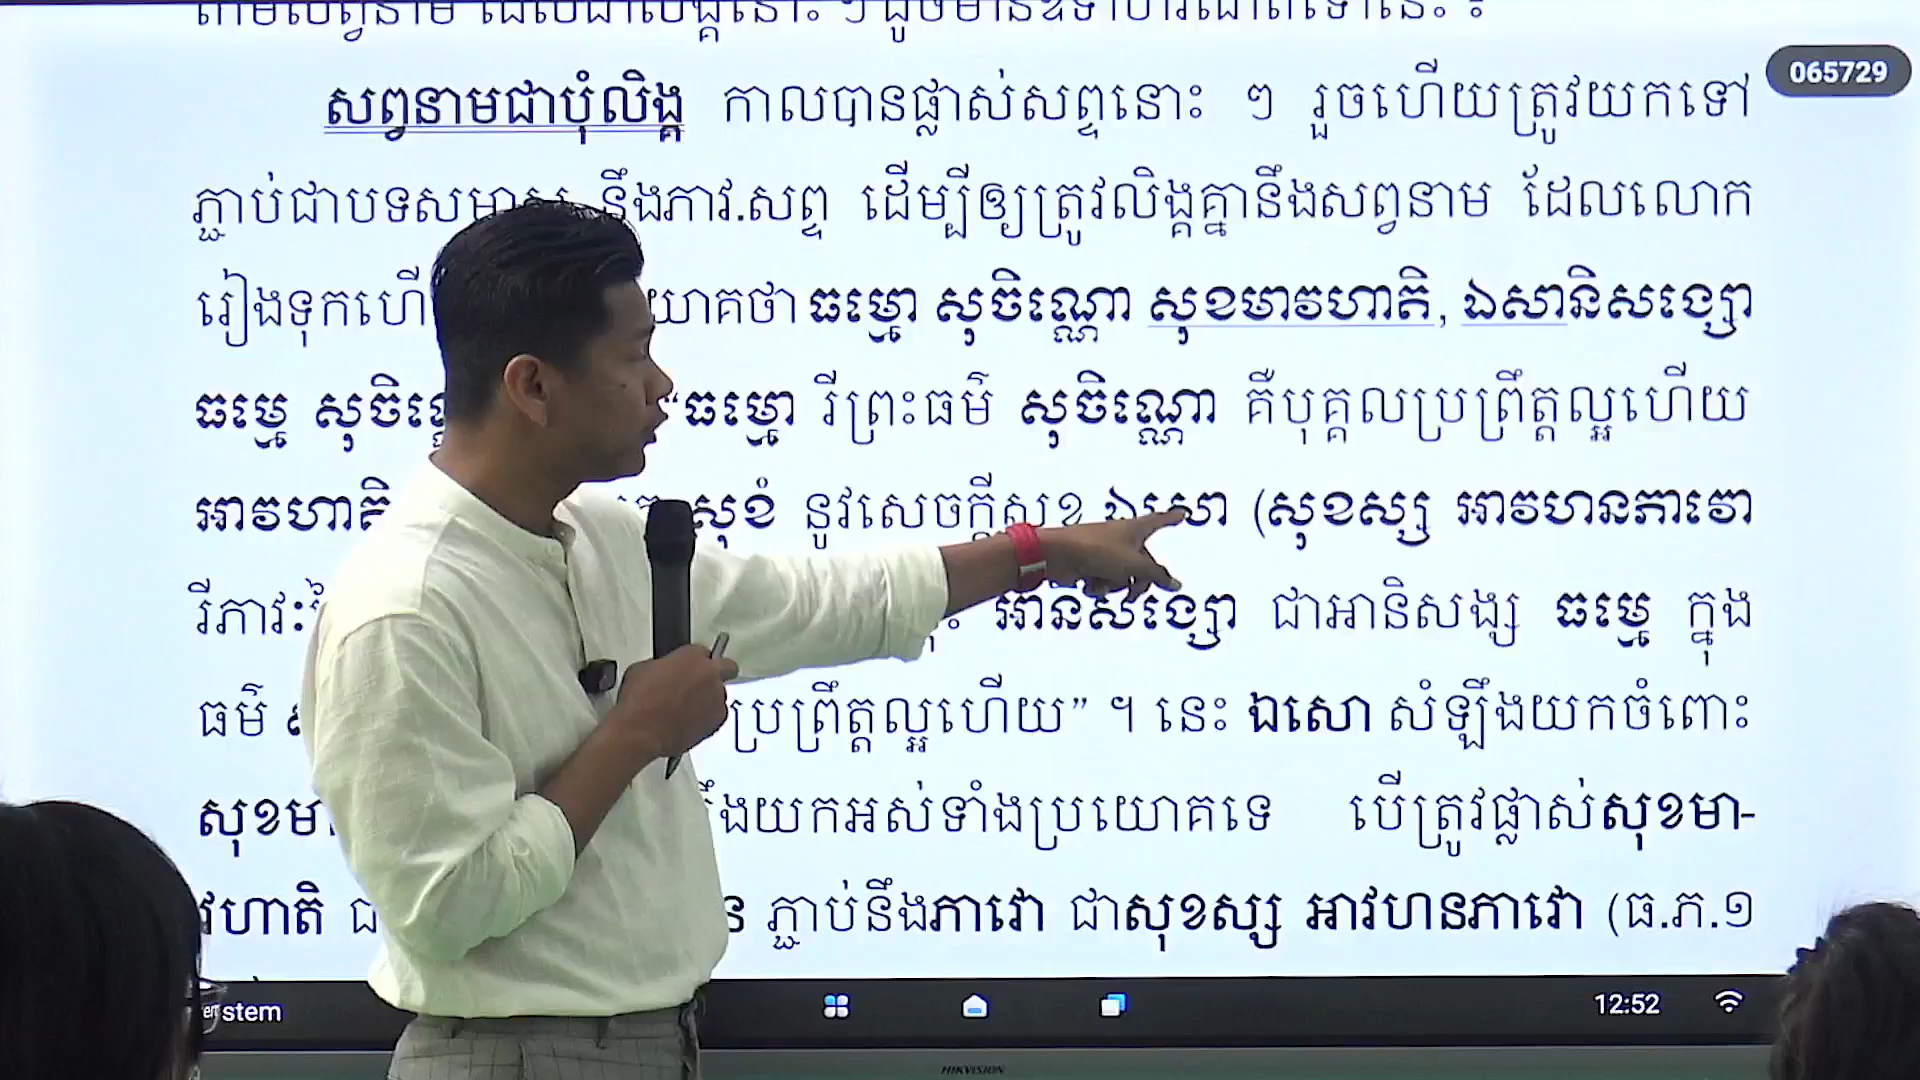 065729
សព្វនាមជាបុំលិង្គ កាលបានផ្លាស់សព្ទនោះ ៗ រួចហើយត្រូវយកទៅ
ភ្ជាប់ជាបទសមាស នឹងភាវ.សព្ទ ដើម្បីឲ្យត្រូវលិង្គគ្នានឹងសព្វនាម ដែលលោក
រៀងទុកហើ យោគថា ធម្មោ សុចិណ្ណោ សុខមាវហាតិ, ឯសានិសង្សោ
ធម្មេ សុចិ “ធម្មោ រីព្រះធម៌ សុចិណ្ណោ គឺបុគ្គលប្រព្រឹត្តល្អហើយ
អាវហាតិ សុខំ នូវសេចក្តីសុខ ឯសោ (សុខស្ស អាវហនភាវោ
រីភាវៈ អានិសង្សោ ជាអានិសង្ស ធម្មេ ក្នុង
ធម៌ ប្រព្រឹត្តល្អហើយ” ។ នេះ ឯសោ សំឡឹងយកចំពោះ
សុខមា ឹងយកអស់ទាំងប្រយោគទេ បើត្រូវផ្លាស់សុខមា-
វហាតិ ជ ន ភ្ជាប់នឹងភាវោ ជាសុខស្ស អាវហនភាវោ (ធ.ភ.១
stem 12:52
HIKVISION